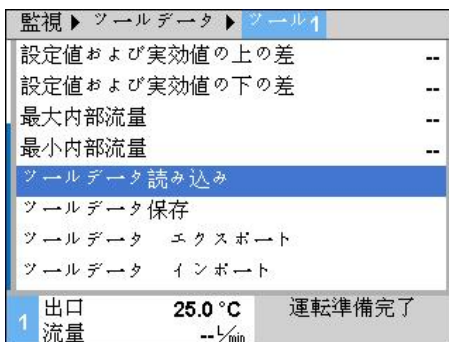 監視 ▶ ツールデータ ▶ ツール1
設定値および実効値の上の差 --
設定値および実効値の下の差 --
最大内部流量 --
最小内部流量 --
ツールデータ読み込み
ツールデータ保存
ツールデータ エクスポート
ツールデータ インポート
1 出口 25.0 °C 運転準備完了
流量 -- L/min